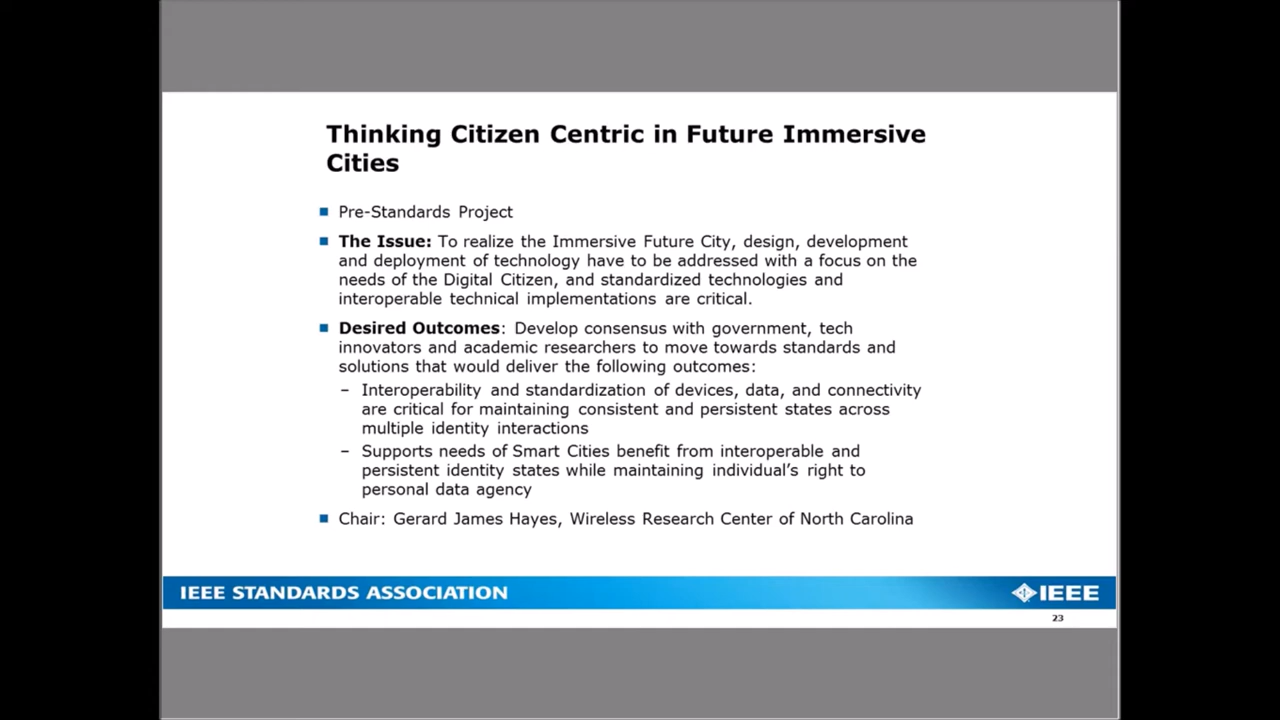 Thinking Citizen Centric in Future Immersive
Cities
Pre-Standards Project
The Issue: To realize the Immersive Future City, design, development
and deployment of technology have to be addressed with a focus on the
needs of the Digital Citizen, and standardized technologies and
interoperable technical implementations are critical.
Desired Outcomes: Develop consensus with government, tech
innovators and academic researchers to move towards standards and
solutions that would deliver the following outcomes:
– Interoperability and standardization of devices, data, and connectivity
are critical for maintaining consistent and persistent states across
multiple identity interactions
– Supports needs of Smart Cities benefit from interoperable and
persistent identity states while maintaining individual's right to
personal data agency
Chair: Gerard James Hayes, Wireless Research Center of North Carolina
IEEE STANDARDS ASSOCIATION
IEEE
23